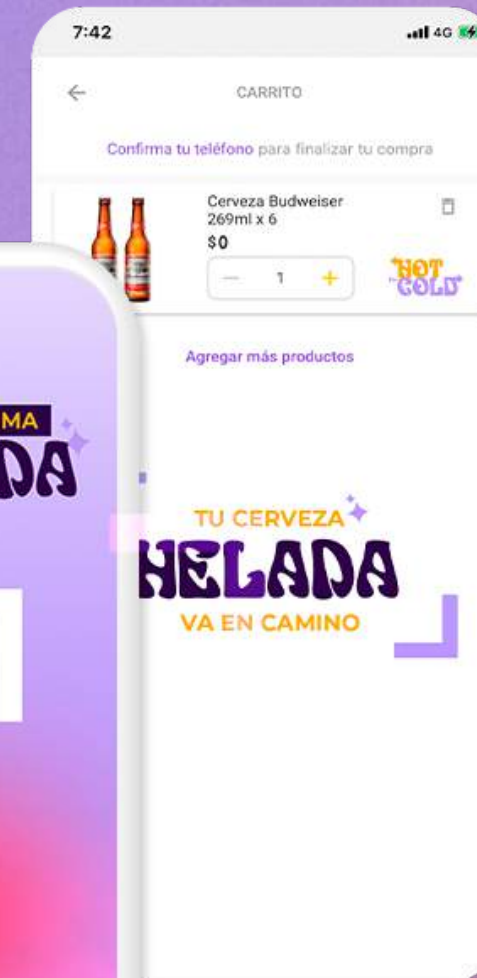 7:42
4G
CARRITO
Confirma tu teléfono para finalizar tu compra
Cerveza Budweiser
269ml x 6
$0
1
HOT
COLD
Agregar más productos
MA
DA
TU CERVEZA
HELADA
VA EN CAMINO